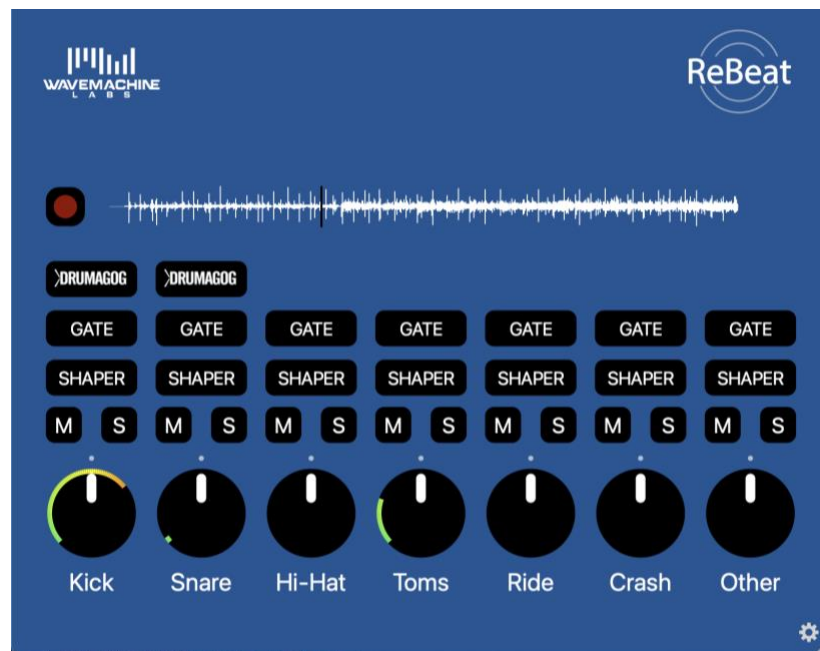 WAVEMACHINE
LABS
ReBeat
DRUMAGOG DRUMAGOG
GATE GATE GATE GATE GATE GATE GATE
SHAPER SHAPER SHAPER SHAPER SHAPER SHAPER SHAPER
M S M S M S M S M S M S M S
Kick Snare Hi-Hat Toms Ride Crash Other